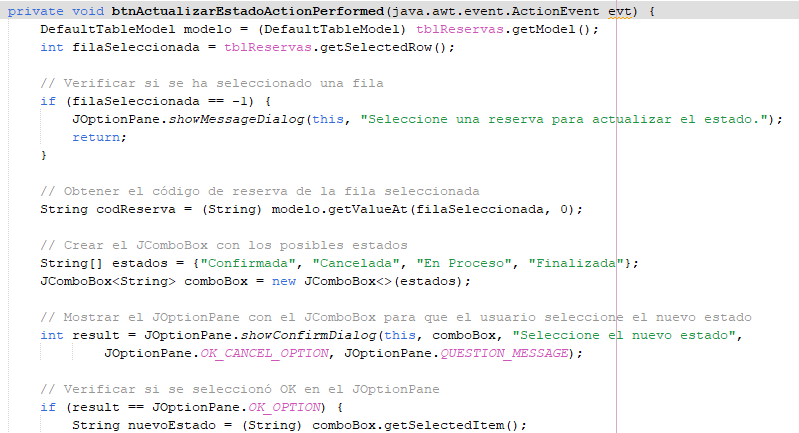 private void btnActualizarEstadoActionPerformed(java.awt.event.ActionEvent evt) {
    DefaultTableModel modelo = (DefaultTableModel) tblReservas.getModel();
    int filaSeleccionada = tblReservas.getSelectedRow();

    // Verificar si se ha seleccionado una fila
    if (filaSeleccionada == -1) {
        JOptionPane.showMessageDialog(this, "Seleccione una reserva para actualizar el estado.");
        return;
    }

    // Obtener el código de reserva de la fila seleccionada
    String codReserva = (String) modelo.getValueAt(filaSeleccionada, 0);

    // Crear el JComboBox con los posibles estados
    String[] estados = {"Confirmada", "Cancelada", "En Proceso", "Finalizada"};
    JComboBox<String> comboBox = new JComboBox<>(estados);

    // Mostrar el JOptionPane con el JComboBox para que el usuario seleccione el nuevo estado
    int result = JOptionPane.showConfirmDialog(this, comboBox, "Seleccione el nuevo estado",
            JOptionPane.OK_CANCEL_OPTION, JOptionPane.QUESTION_MESSAGE);

    // Verificar si se seleccionó OK en el JOptionPane
    if (result == JOptionPane.OK_OPTION) {
        String nuevoEstado = (String) comboBox.getSelectedItem();